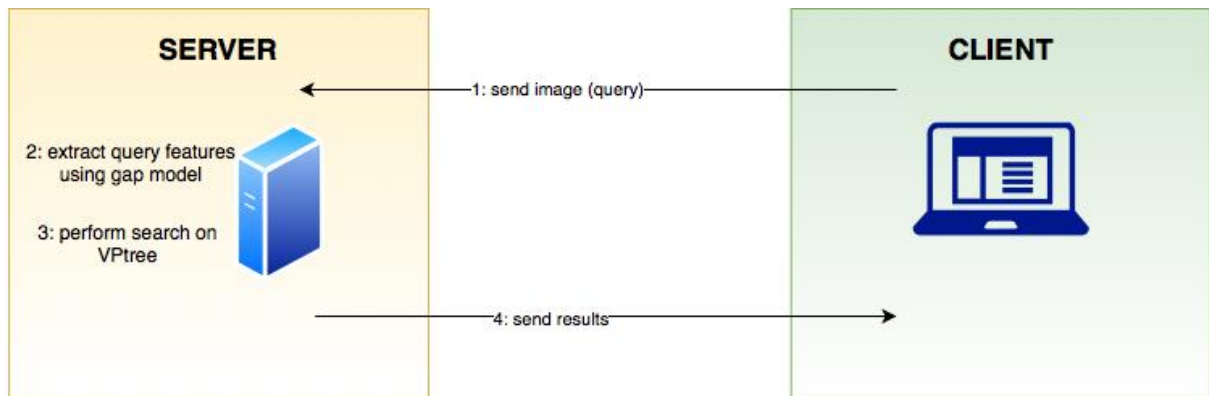 SERVER
CLIENT
1: send image (query)
2: extract query features
using gap model
3: perform search on
VPtree
4: send results